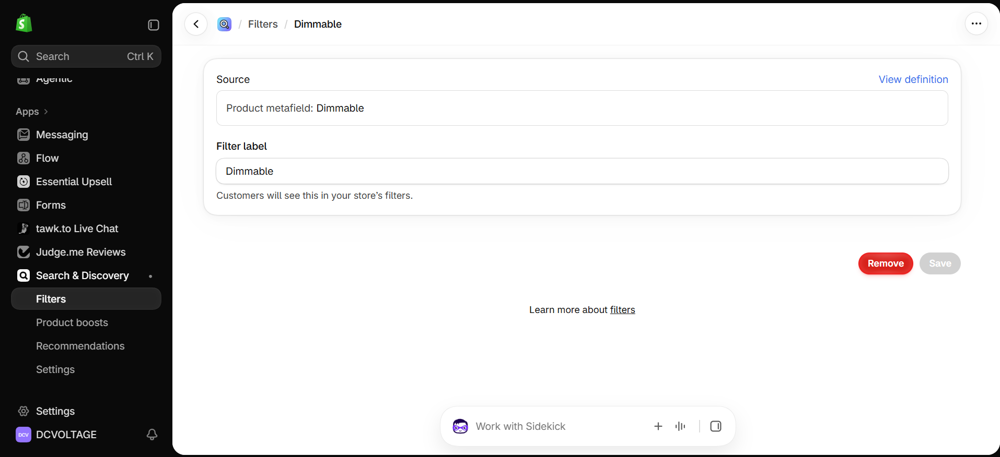 Search Ctrl K
Agentic
Apps
Messaging
Flow
Essential Upsell
Forms
tawk.to Live Chat
Judge.me Reviews
Search & Discovery
Filters
Product boosts
Recommendations
Settings
Settings
DCV DCVOLTAGE
/ Filters / Dimmable
Source View definition
Product metafield: Dimmable
Filter label
Dimmable
Customers will see this in your store’s filters.
Remove Save
Learn more about filters
Work with Sidekick